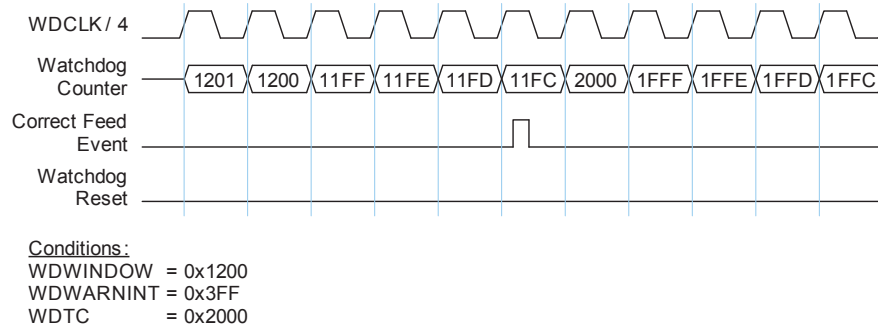 WDCLK / 4
Watchdog
Counter
1201 1200 11FF 11FE 11FD 11FC 2000 1FFF 1FFE 1FFD 1FFC
Correct Feed
Event
Watchdog
Reset
Conditions:
WDWINDOW = 0x1200
WDWARNINT = 0x3FF
WDTC = 0x2000